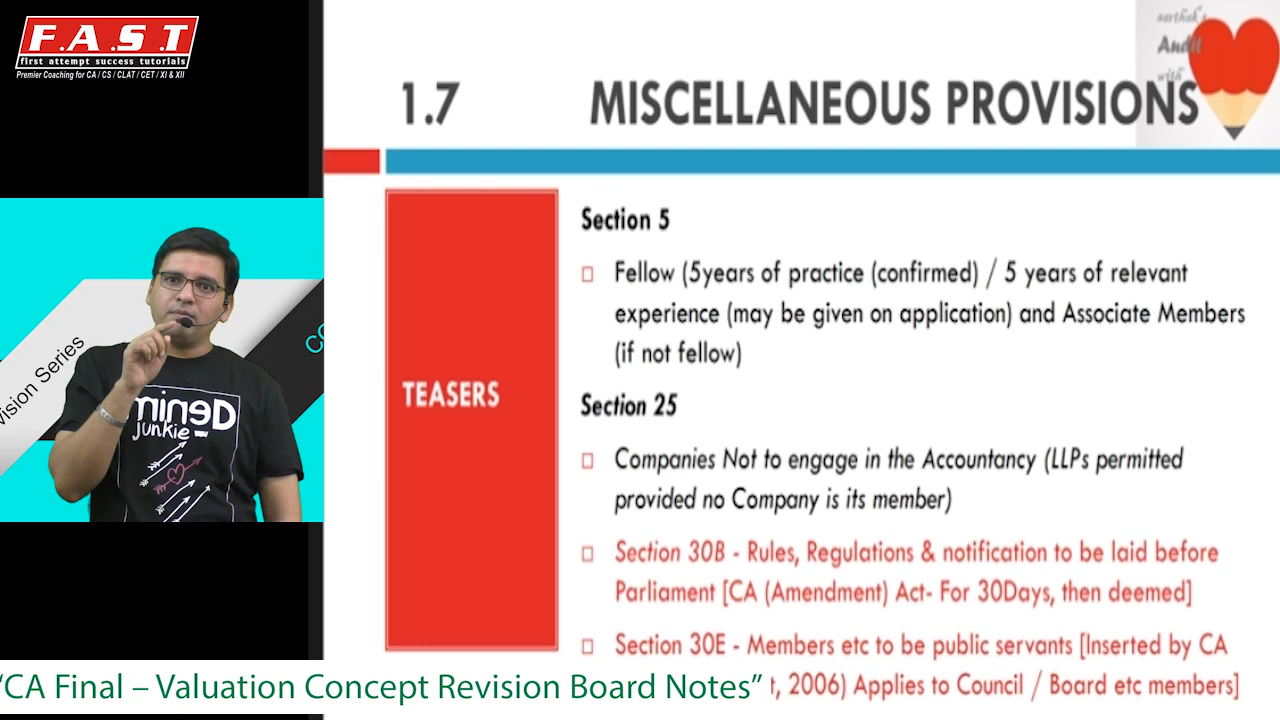 F.A.S.T
first attempt success tutorials
Premier Coaching for CA / CS / CLAT / CET / XI & XII
sarthak's
Audit
with
1.7 MISCELLANEOUS PROVISIONS
TEASERS
Section 5
Fellow (5years of practice (confirmed) / 5 years of relevant
experience (may be given on application) and Associate Members
(if not fellow)
Section 25
Companies Not to engage in the Accountancy (LLPs permitted
provided no Company is its member)
Section 30B - Rules, Regulations & notification to be laid before
Parliament [CA (Amendment) Act- For 30Days, then deemed]
Section 30E - Members etc to be public servants [Inserted by CA
t, 2006) Applies to Council / Board etc members]
vision Series
Denim
junkie
"CA Final – Valuation Concept Revision Board Notes"